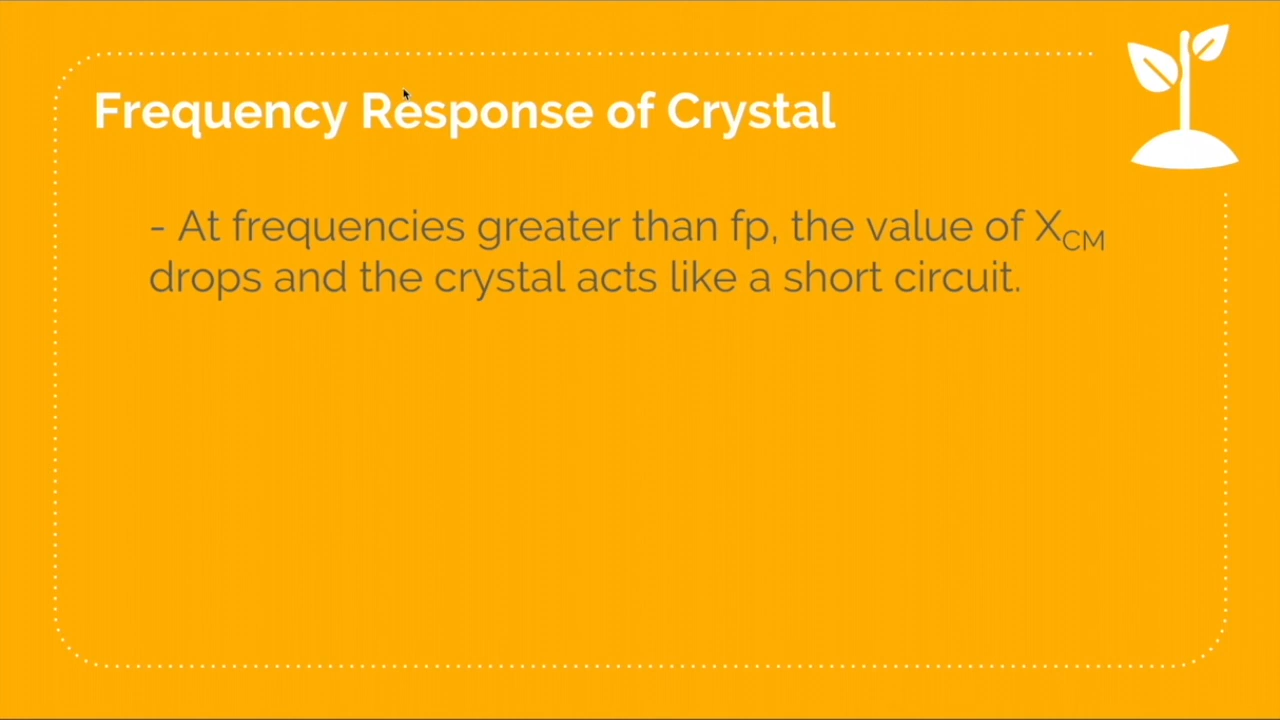 Frequency Response of Crystal
- At frequencies greater than fp, the value of X_CM
drops and the crystal acts like a short circuit.